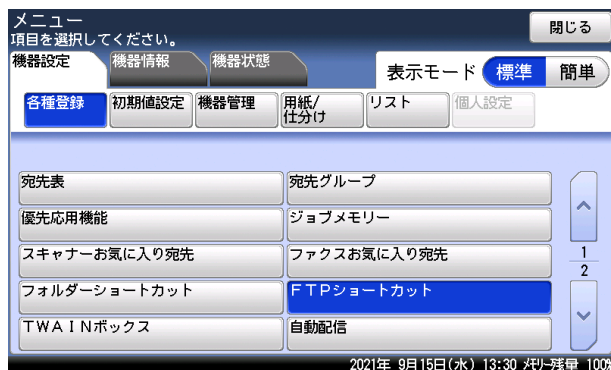 メニュー
項目を選択してください。
閉じる
機器設定
機器情報
機器状態
表示モード
標準
簡単
各種登録
初期値設定
機器管理
用紙/
仕分け
リスト
個人設定
宛先表
宛先グループ
優先応用機能
ジョブメモリー
スキャナーお気に入り宛先
ファクスお気に入り宛先
1
2
フォルダーショートカット
ＦＴＰショートカット
ＴＷＡＩＮボックス
自動配信
2021年 9月15日(水) 13:30 ﾒﾓﾘｰ残量 100%